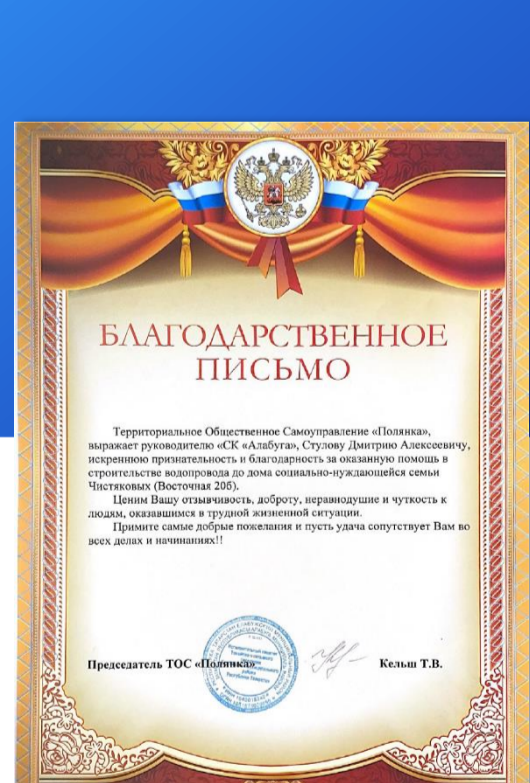 БЛАГОДАРСТВЕННОЕ
ПИСЬМО
Территориальное Общественное Самоуправление «Полянка»,
выражает руководителю «СК «Алабуга», Стулову Дмитрию Алексеевичу,
искреннюю признательность и благодарность за оказанную помощь в
строительстве водопровода до дома социально-нуждающейся семьи
Чистяковых (Восточная 20б).
Ценим Вашу отзывчивость, доброту, неравнодушие и чуткость к
людям, оказавшимся в трудной жизненной ситуации.
Примите самые добрые пожелания и пусть удача сопутствует Вам во
всех делах и начинаниях!!
Председатель ТОС «Полянка» Кельш Т.В.